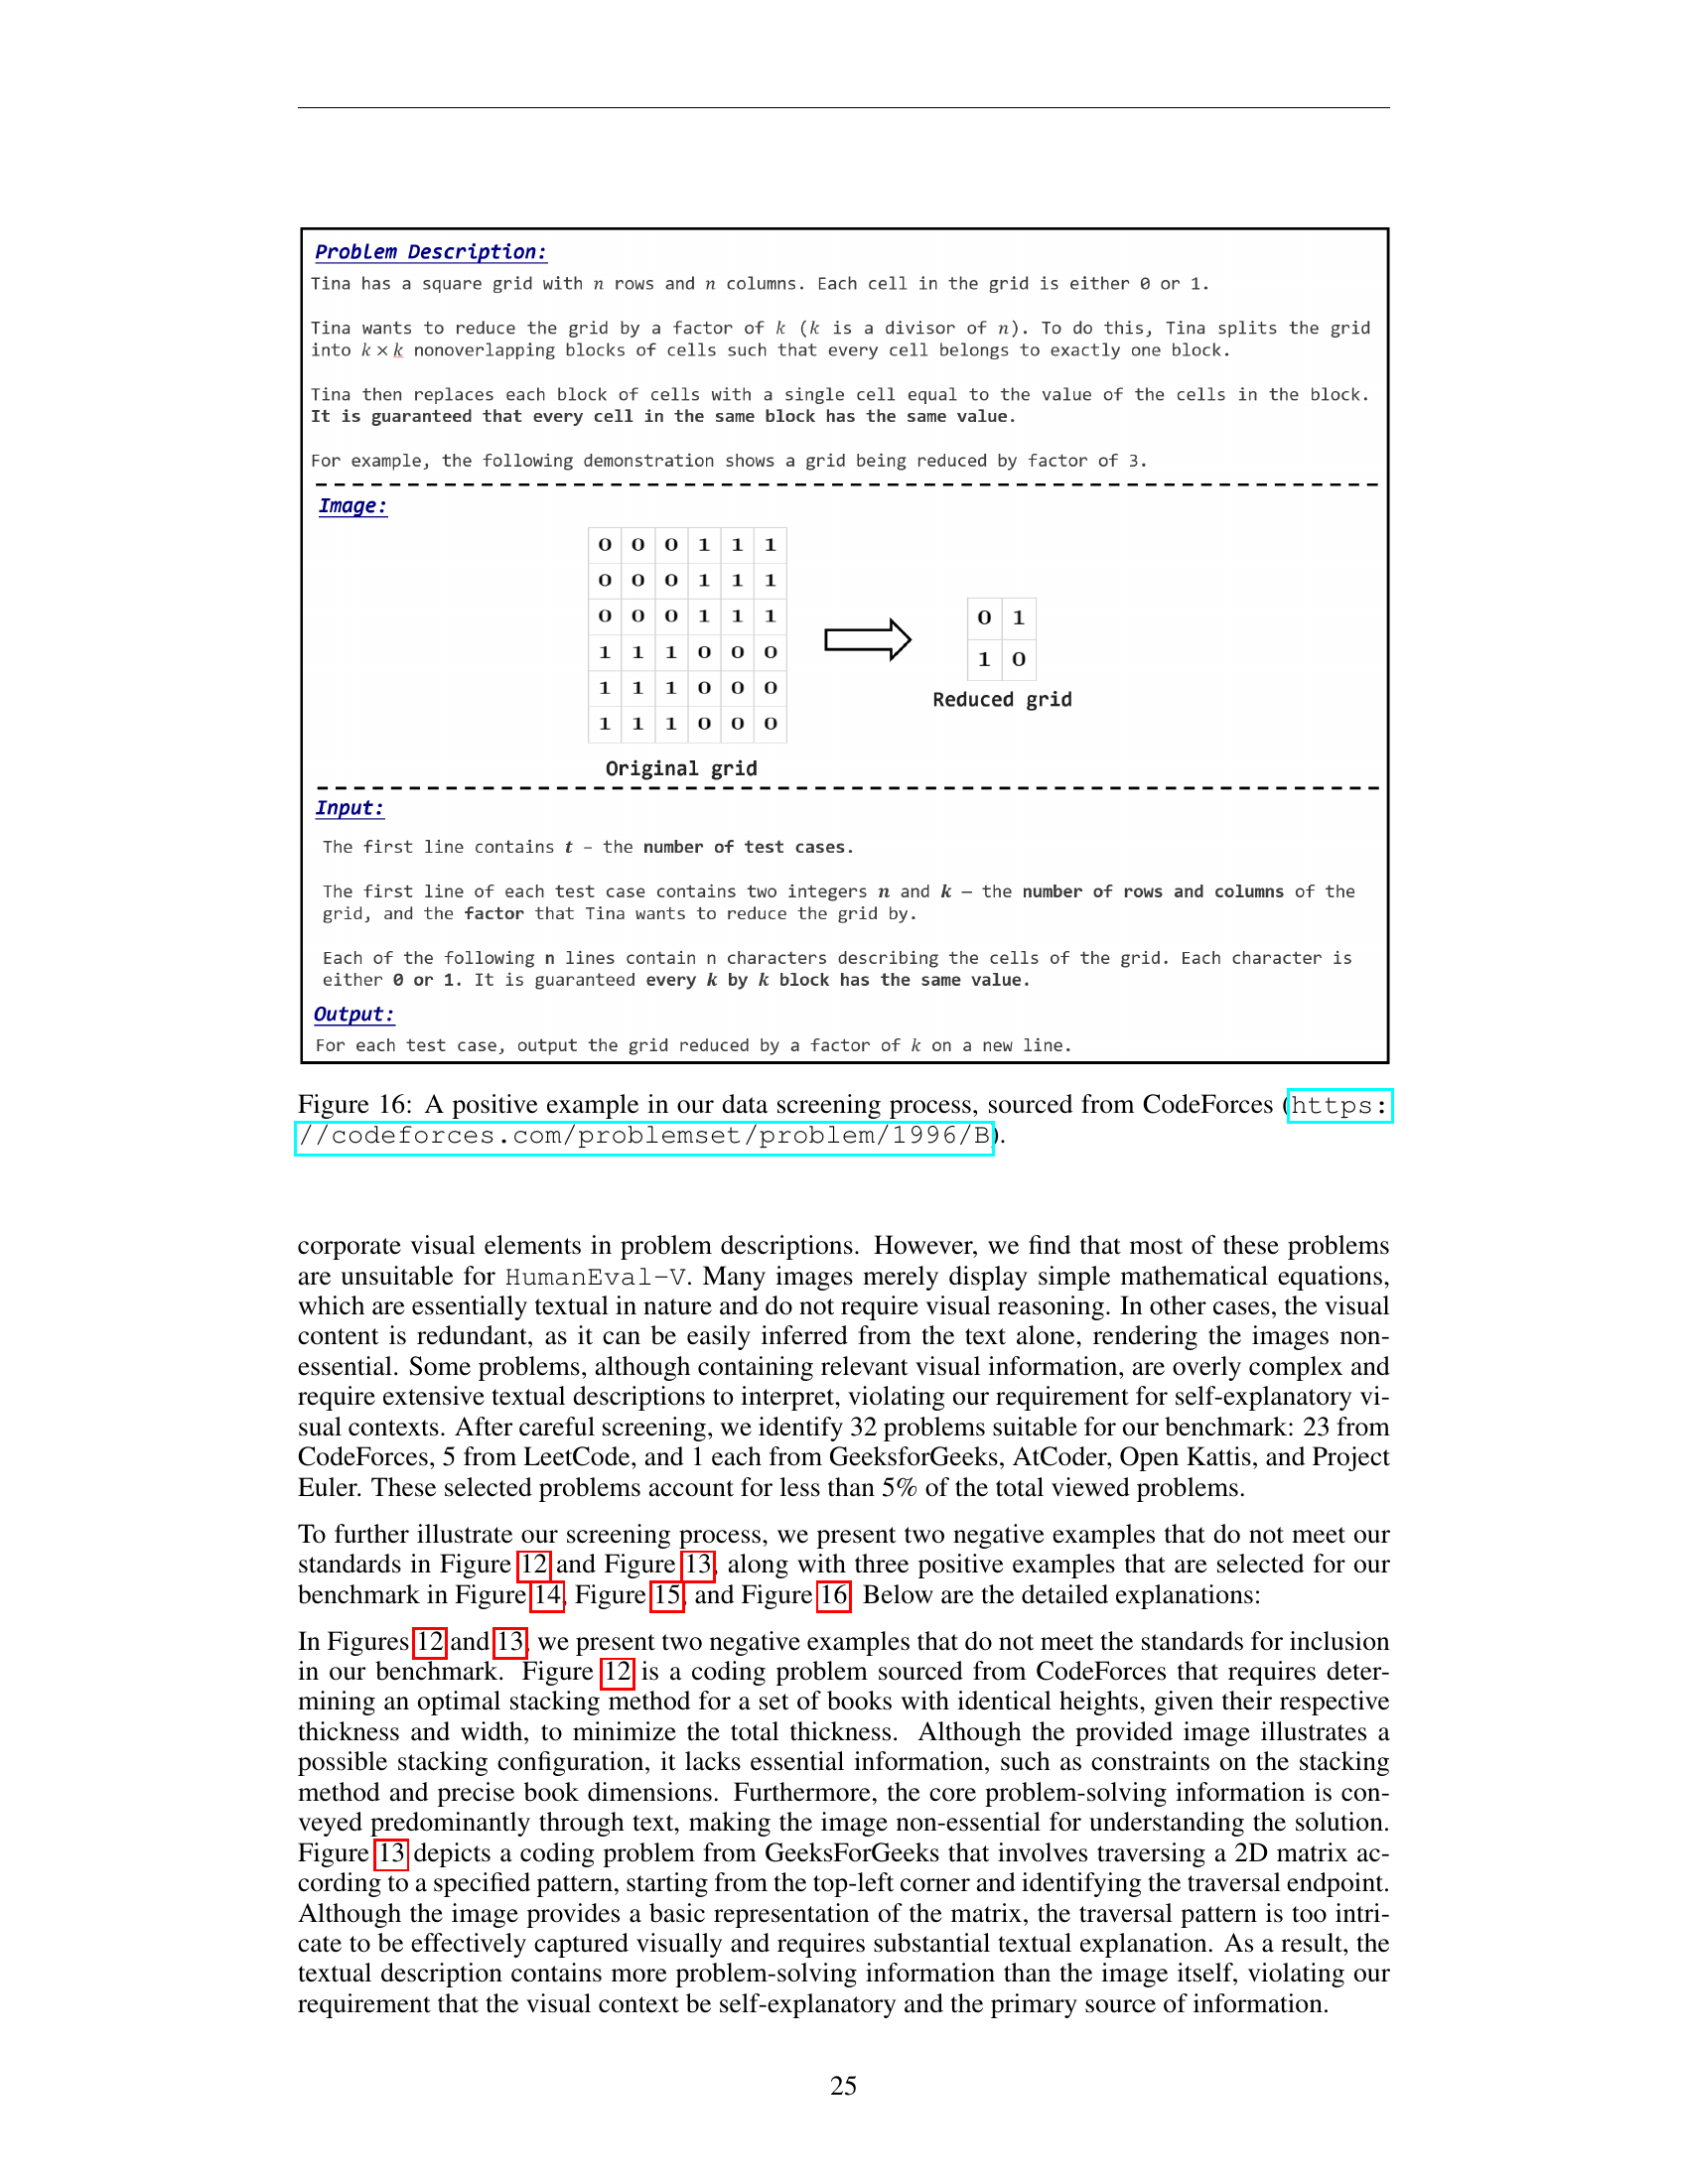 Problem Description:
Tina has a square grid with n rows and n columns. Each cell in the grid is either 0 or 1.
Tina wants to reduce the grid by a factor of k (k is a divisor of n). To do this, Tina splits the grid
into k × k nonoverlapping blocks of cells such that every cell belongs to exactly one block.
Tina then replaces each block of cells with a single cell equal to the value of the cells in the block.
It is guaranteed that every cell in the same block has the same value.
For example, the following demonstration shows a grid being reduced by factor of 3.
Image:
0 0 0 1 1 1
0 0 0 1 1 1
0 0 0 1 1 1
1 1 1 0 0 0
1 1 1 0 0 0
1 1 1 0 0 0
Original grid
0 1
1 0
Reduced grid
Input:
The first line contains t – the number of test cases.
The first line of each test case contains two integers n and k — the number of rows and columns of the
grid, and the factor that Tina wants to reduce the grid by.
Each of the following n lines contain n characters describing the cells of the grid. Each character is
either 0 or 1. It is guaranteed every k by k block has the same value.
Output:
For each test case, output the grid reduced by a factor of k on a new line.
Figure 16: A positive example in our data screening process, sourced from CodeForces (https:
//codeforces.com/problemset/problem/1996/B).
corporate visual elements in problem descriptions. However, we find that most of these problems
are unsuitable for HumanEval-V. Many images merely display simple mathematical equations,
which are essentially textual in nature and do not require visual reasoning. In other cases, the visual
content is redundant, as it can be easily inferred from the text alone, rendering the images non-
essential. Some problems, although containing relevant visual information, are overly complex and
require extensive textual descriptions to interpret, violating our requirement for self-explanatory vi-
sual contexts. After careful screening, we identify 32 problems suitable for our benchmark: 23 from
CodeForces, 5 from LeetCode, and 1 each from GeeksforGeeks, AtCoder, Open Kattis, and Project
Euler. These selected problems account for less than 5% of the total viewed problems.
To further illustrate our screening process, we present two negative examples that do not meet our
standards in Figure 12 and Figure 13, along with three positive examples that are selected for our
benchmark in Figure 14, Figure 15, and Figure 16. Below are the detailed explanations:
In Figures 12 and 13, we present two negative examples that do not meet the standards for inclusion
in our benchmark. Figure 12 is a coding problem sourced from CodeForces that requires deter-
mining an optimal stacking method for a set of books with identical heights, given their respective
thickness and width, to minimize the total thickness. Although the provided image illustrates a
possible stacking configuration, it lacks essential information, such as constraints on the stacking
method and precise book dimensions. Furthermore, the core problem-solving information is con-
veyed predominantly through text, making the image non-essential for understanding the solution.
Figure 13 depicts a coding problem from GeeksForGeeks that involves traversing a 2D matrix ac-
cording to a specified pattern, starting from the top-left corner and identifying the traversal endpoint.
Although the image provides a basic representation of the matrix, the traversal pattern is too intri-
cate to be effectively captured visually and requires substantial textual explanation. As a result, the
textual description contains more problem-solving information than the image itself, violating our
requirement that the visual context be self-explanatory and the primary source of information.
25